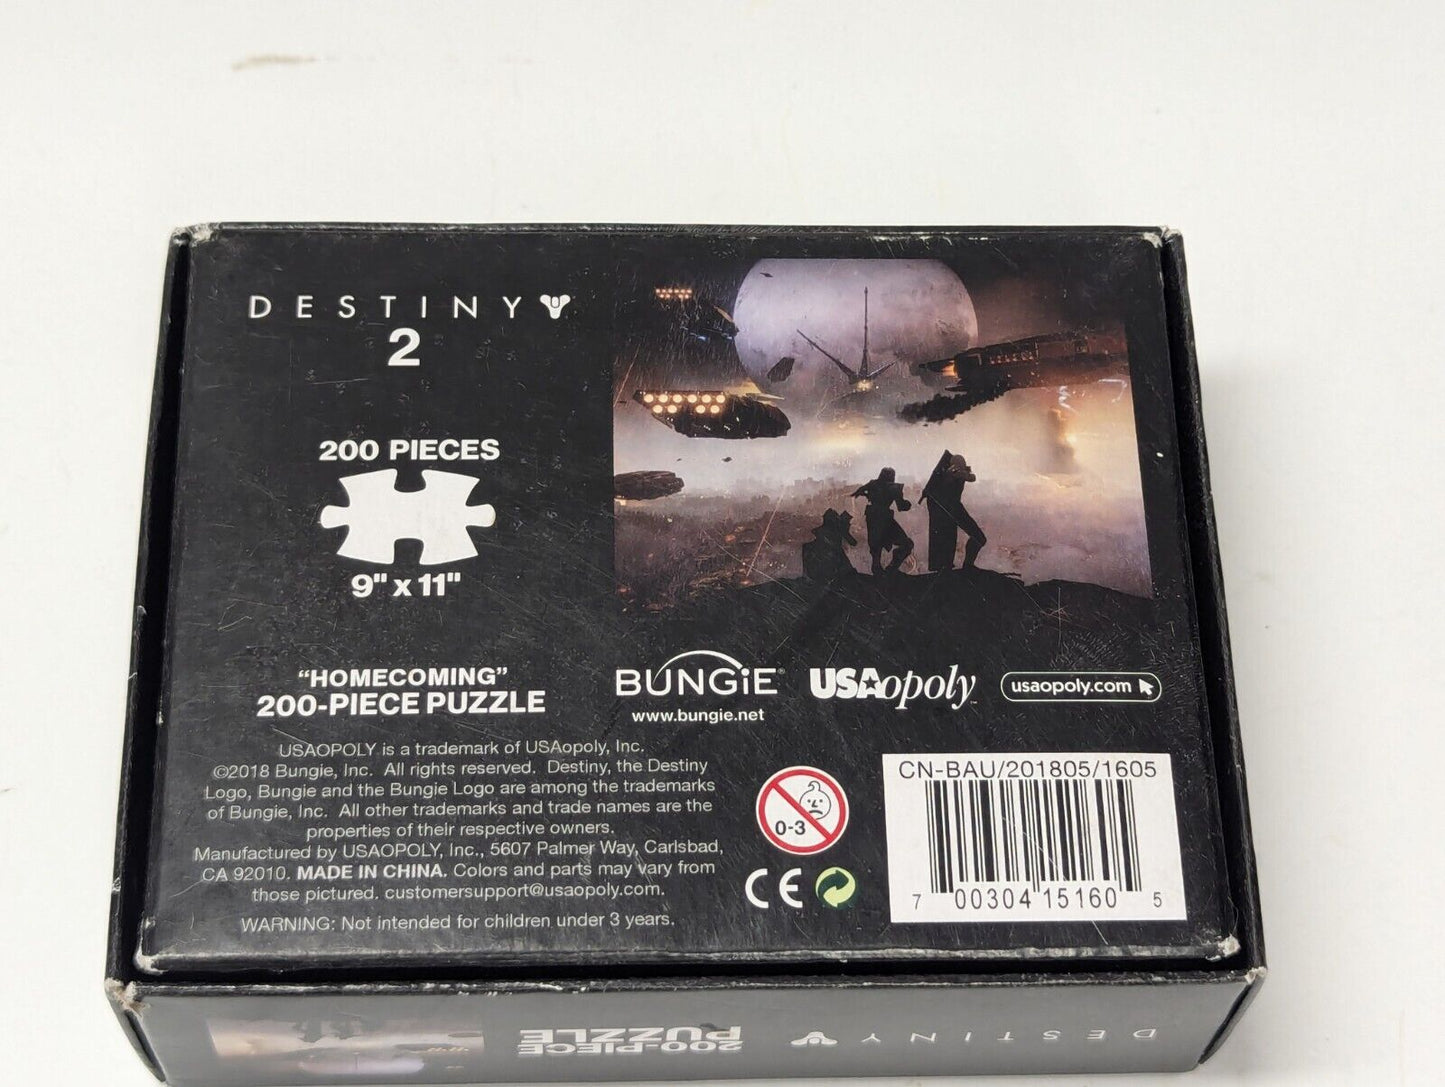 DESTINY
2
200 PIECES
9" x 11"
“HOMECOMING”
200-PIECE PUZZLE
BUNGiE®
www.bungie.net
USAopoly™
usaopoly.com
USAOPOLY is a trademark of USAopoly, Inc.
©2018 Bungie, Inc. All rights reserved. Destiny, the Destiny
Logo, Bungie and the Bungie Logo are among the trademarks
of Bungie, Inc. All other trademarks and trade names are the
properties of their respective owners.
Manufactured by USAOPOLY, Inc., 5607 Palmer Way, Carlsbad,
CA 92010. MADE IN CHINA. Colors and parts may vary from
those pictured. customersupport@usaopoly.com.
WARNING: Not intended for children under 3 years.
0-3
CE
CN-BAU/201805/1605
7 00304 15160 5
DESTINY
200-PIECE
PUZZLE